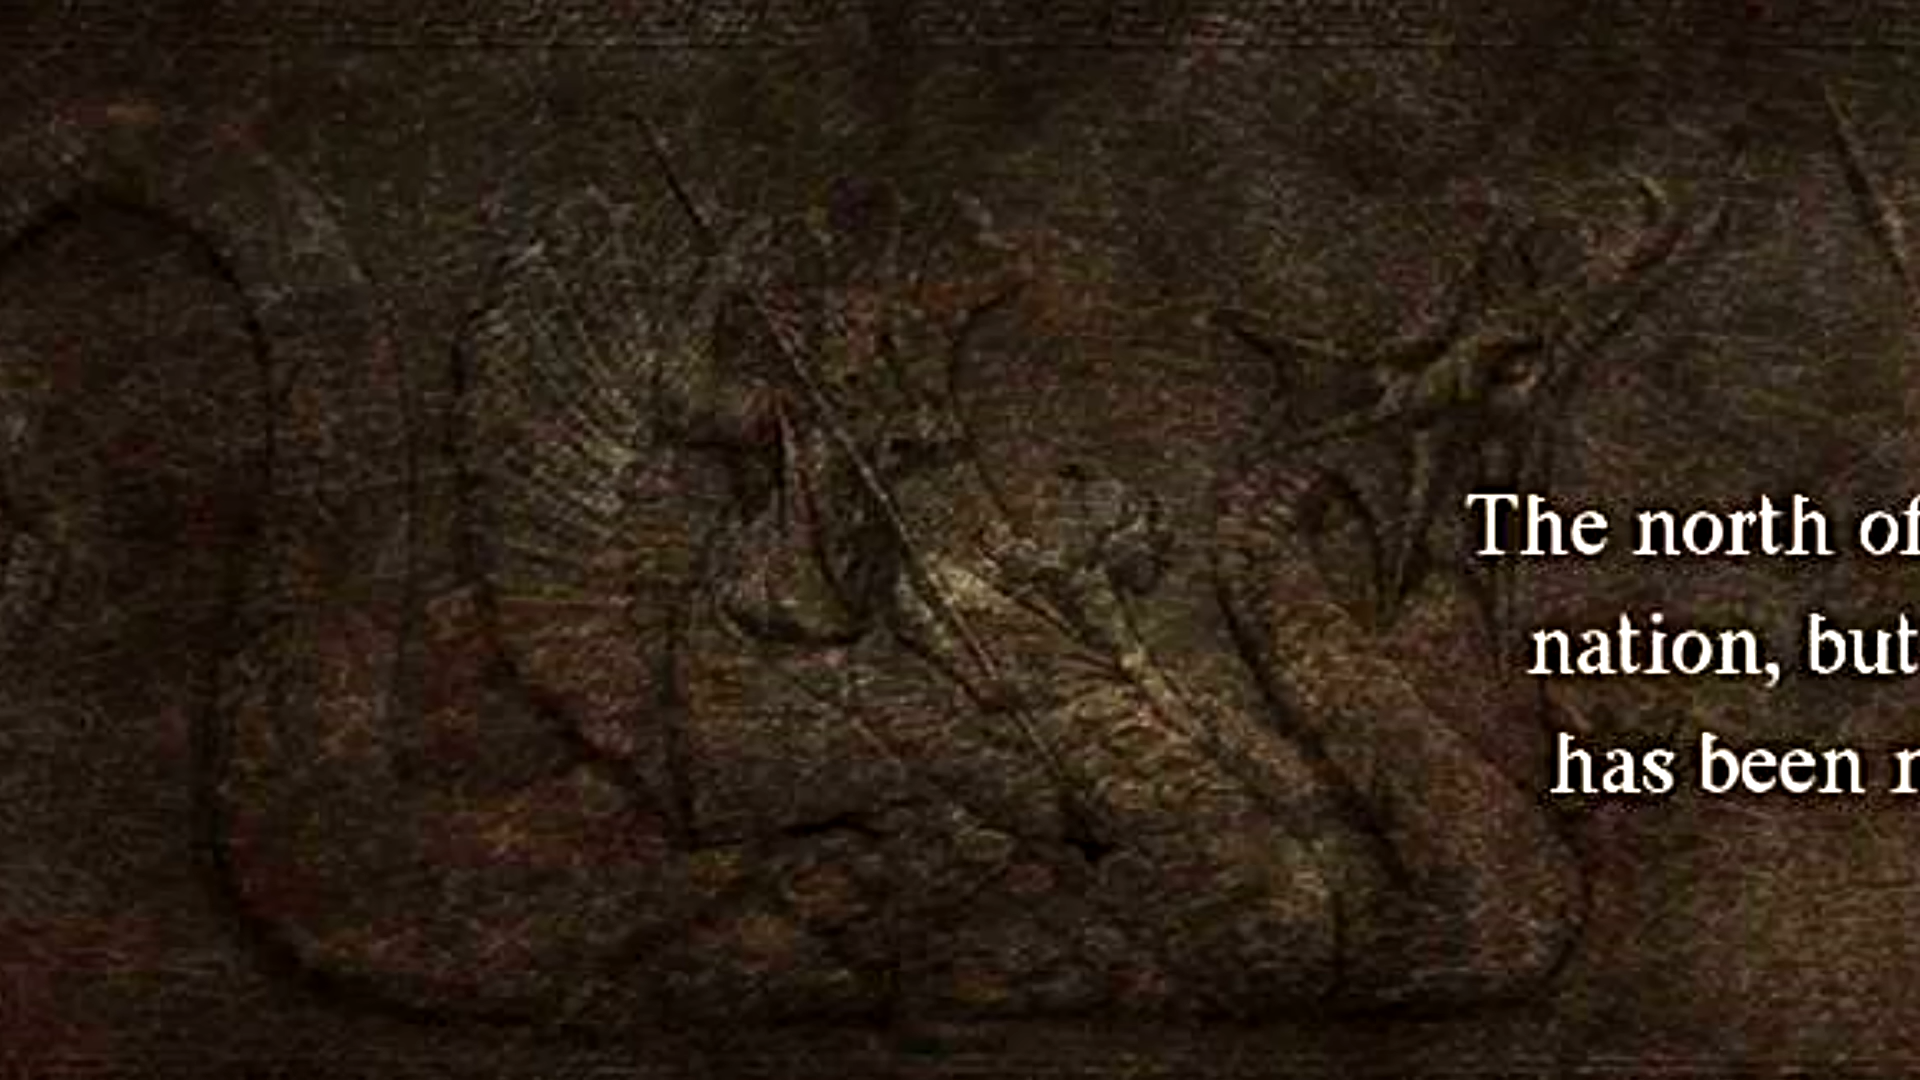 The north of
nation, but
has been